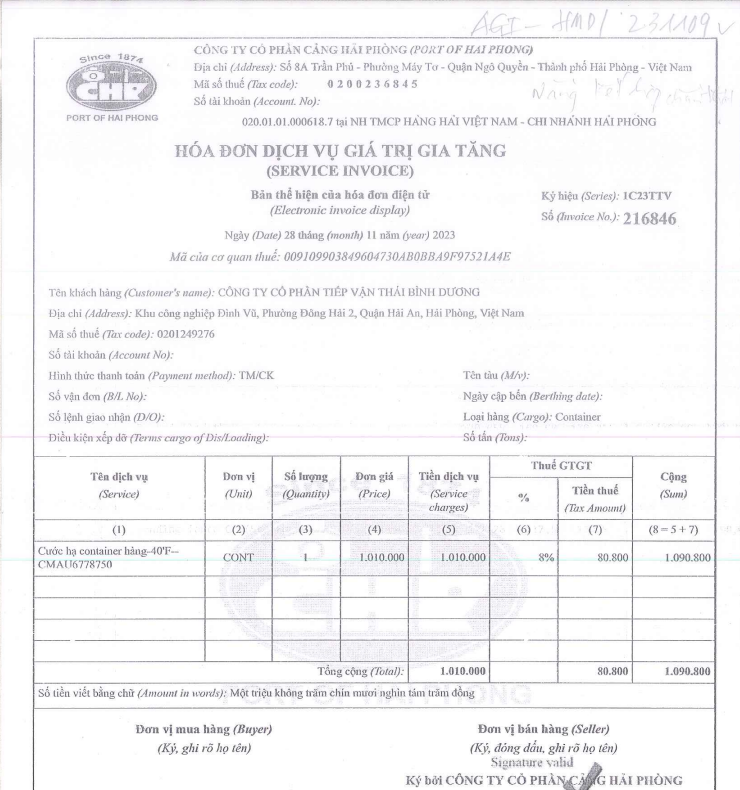 AGI - HMD / 231109
Since 1874
CHP
PORT OF HAI PHONG
CÔNG TY CỔ PHẦN CẢNG HẢI PHÒNG (PORT OF HAI PHONG)
Địa chỉ (Address): Số 8A Trần Phú - Phường Máy Tơ - Quận Ngô Quyền - Thành phố Hải Phòng - Việt Nam
Mã số thuế (Tax code): 0200236845
Số tài khoản (Account. No):
020.01.01.000618.7 tại NH TMCP HÀNG HẢI VIỆT NAM - CHI NHÁNH HẢI PHÒNG
HÓA ĐƠN DỊCH VỤ GIÁ TRỊ GIA TĂNG
(SERVICE INVOICE)
Bản thể hiện của hóa đơn điện tử
(Electronic invoice display)
Ký hiệu (Series): 1C23TTV
Số (Invoice No.): 216846
Ngày (Date) 28 tháng (month) 11 năm (year) 2023
Mã của cơ quan thuế: 00910990384960473​0AB0BBA9F97521A4E
Tên khách hàng (Customer's name): CÔNG TY CỔ PHẦN TIẾP VẬN THÁI BÌNH DƯƠNG
Địa chỉ (Address): Khu công nghiệp Đình Vũ, Phường Đông Hải 2, Quận Hải An, Hải Phòng, Việt Nam
Mã số thuế (Tax code): 0201249276
Số tài khoản (Account No):
Hình thức thanh toán (Payment method): TM/CK Tên tàu (M/v):
Số vận đơn (B/L No): Ngày cập bến (Berthing date):
Số lệnh giao nhận (D/O): Loại hàng (Cargo): Container
Điều kiện xếp dỡ (Terms cargo of Dis/Loading): Số tấn (Tons):
Tên dịch vụ (Service) Đơn vị (Unit) Số lượng (Quantity) Đơn giá (Price) Tiền dịch vụ (Service charges) Thuế GTGT % Tiền thuế (Tax Amount) Cộng (Sum)
(1) (2) (3) (4) (5) (6) (7) (8 = 5 + 7)
Cước hạ container hàng-40'F--CMAU6778750 CONT 1 1.010.000 1.010.000 8% 80.800 1.090.800
Tổng cộng (Total): 1.010.000 80.800 1.090.800
Số tiền viết bằng chữ (Amount in words): Một triệu không trăm chín mươi nghìn tám trăm đồng
Đơn vị mua hàng (Buyer) Đơn vị bán hàng (Seller)
(Ký, ghi rõ họ tên) (Ký, đóng dấu, ghi rõ họ tên)
Signature valid
Ký bởi CÔNG TY CỔ PHẦN CẢNG HẢI PHÒNG